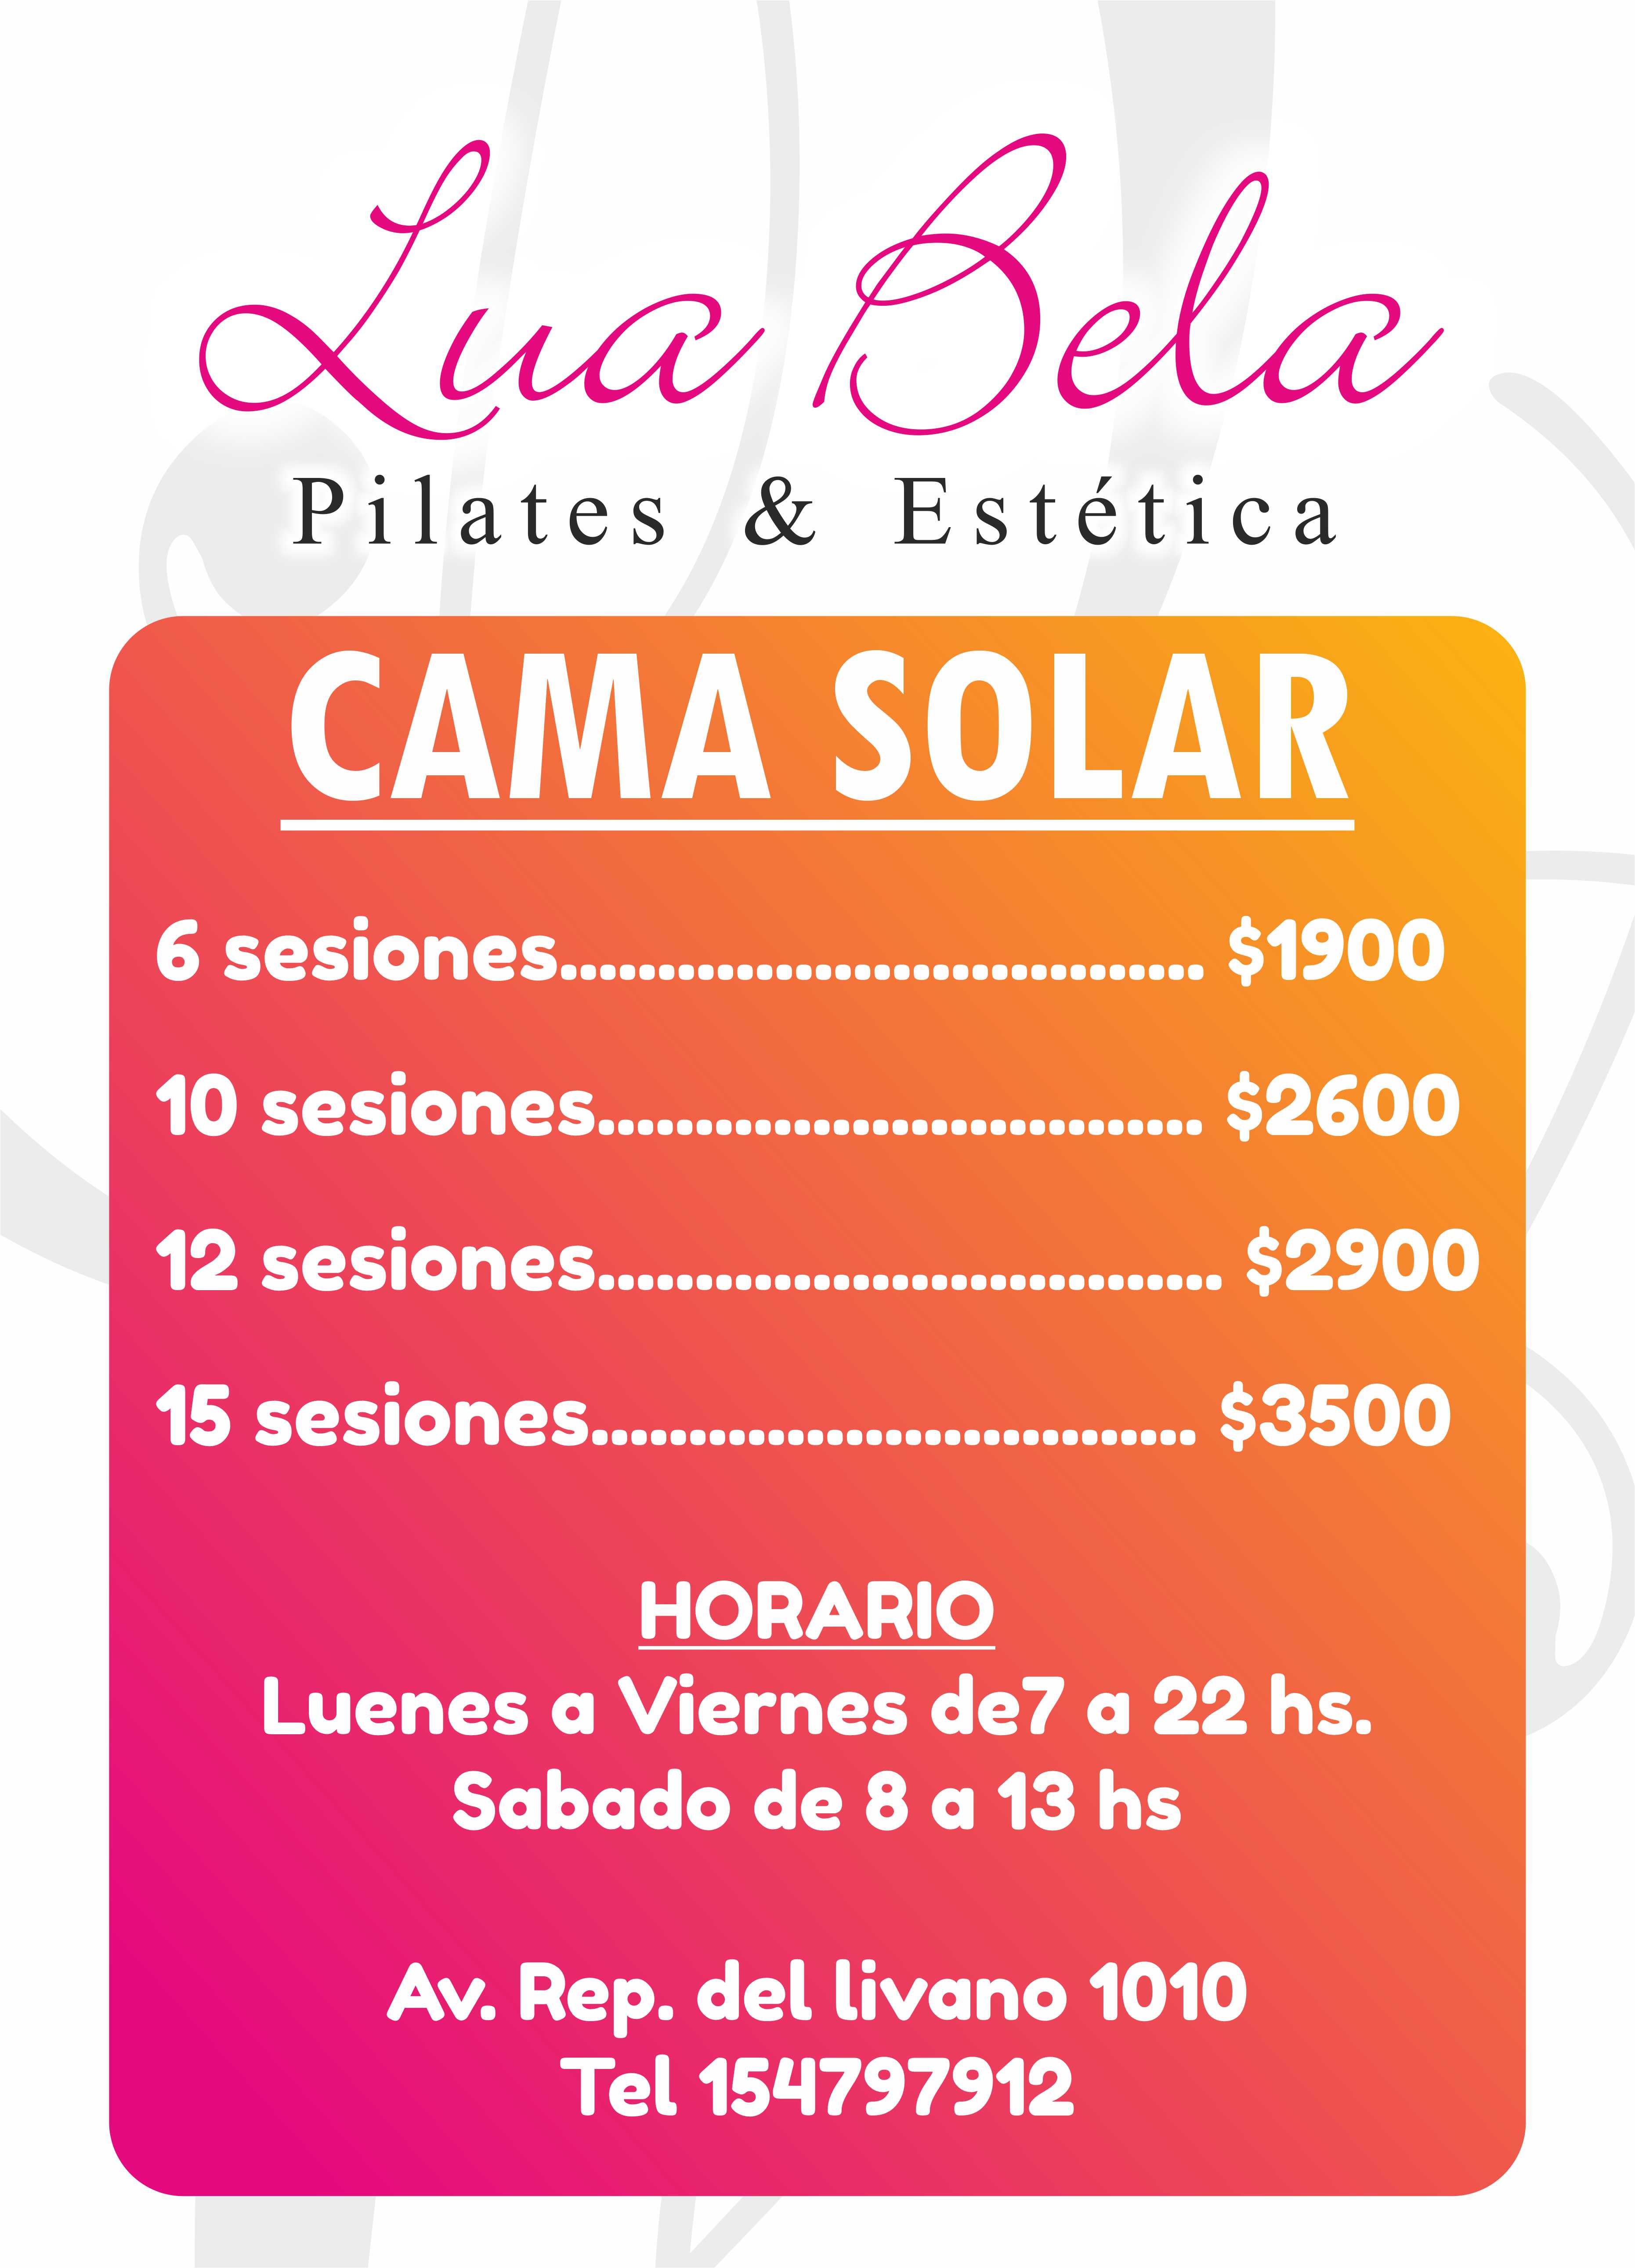 Lua Bela
Pilates & Estética
CAMA SOLAR
6 sesiones................................. $1900
10 sesiones............................... $2600
12 sesiones................................ $2900
15 sesiones............................... $3500
HORARIO
Luenes a Viernes de7 a 22 hs.
Sabado de 8 a 13 hs
Av. Rep. del livano 1010
Tel 154797912